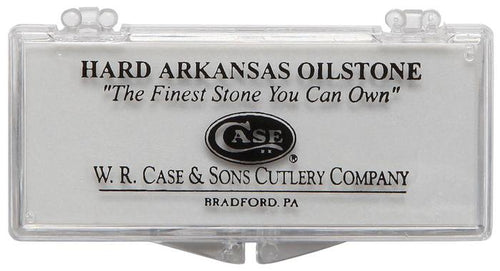 HARD ARKANSAS OILSTONE
"The Finest Stone You Can Own"
CASE
®
W. R. CASE & SONS CUTLERY COMPANY
BRADFORD, PA